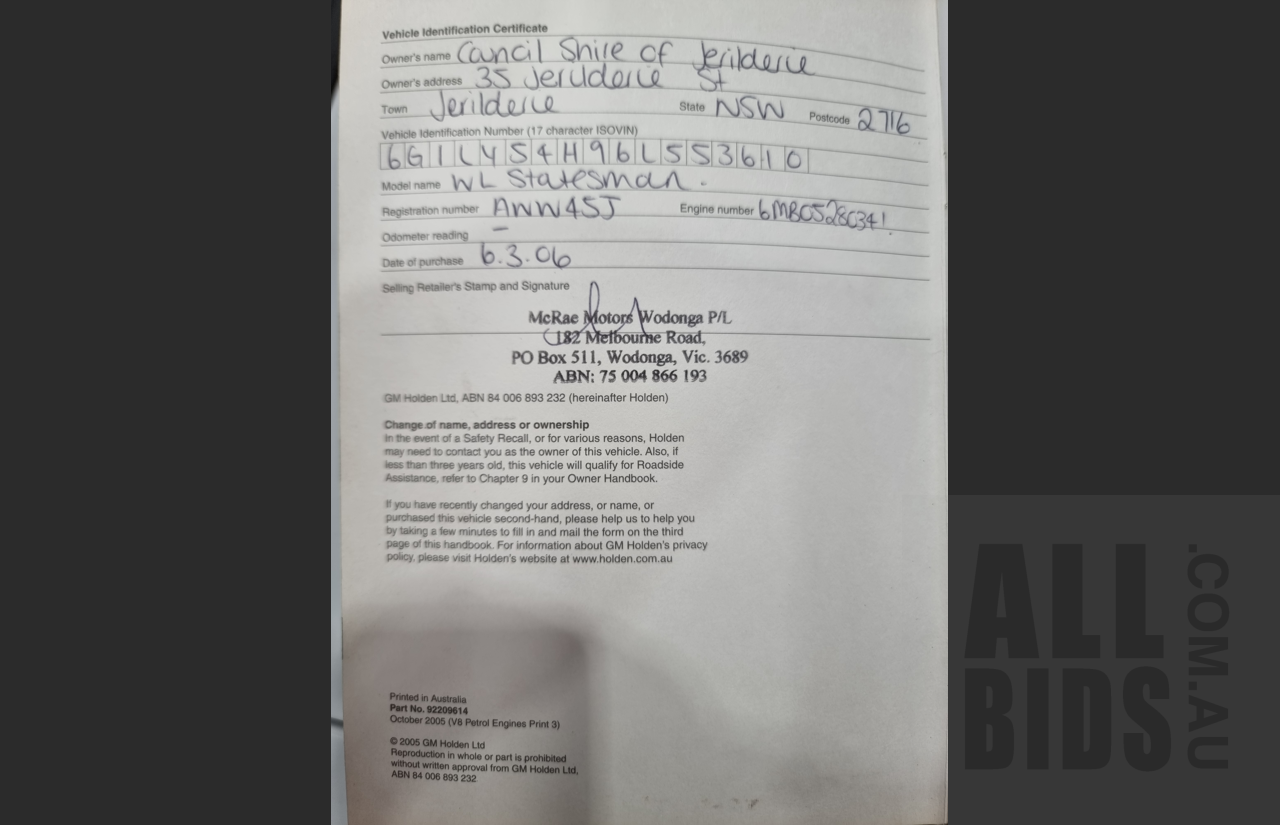 Vehicle Identification Certificate
Owner's name Council Shire of Jerilderie
Owner's address 35 Jerilderie St
Town Jerilderie State NSW Postcode 2716
Vehicle Identification Number (17 character ISOVIN)
6G1LY54H96L553610
Model name WL Statesman.
Registration number AWW45J Engine number
Odometer reading –
Date of purchase 6.3.06
Selling Retailer's Stamp and Signature
McRae Motors Wodonga P/L
182 Melbourne Road,
PO Box 511, Wodonga, Vic. 3689
ABN: 75 004 866 193
GM Holden Ltd, ABN 84 006 893 232 (hereinafter Holden)
Change of name, address or ownership
In the event of a Safety Recall, or for various reasons, Holden
may need to contact you as the owner of this vehicle. Also, if
less than three years old, this vehicle will qualify for Roadside
Assistance, refer to Chapter 9 in your Owner Handbook.
If you have recently changed your address, or name, or
purchased this vehicle second-hand, please help us to help you
by taking a few minutes to fill in and mail the form on the third
page of this handbook. For information about GM Holden's privacy
policy, please visit Holden's website at www.holden.com.au
Printed in Australia
Part No. 92209614
October 2005 (V8 Petrol Engines Print 3)
© 2005 GM Holden Ltd
Reproduction in whole or part is prohibited
without written approval from GM Holden Ltd,
ABN 84 006 893 232
ALL
BIDS
.COM.AU